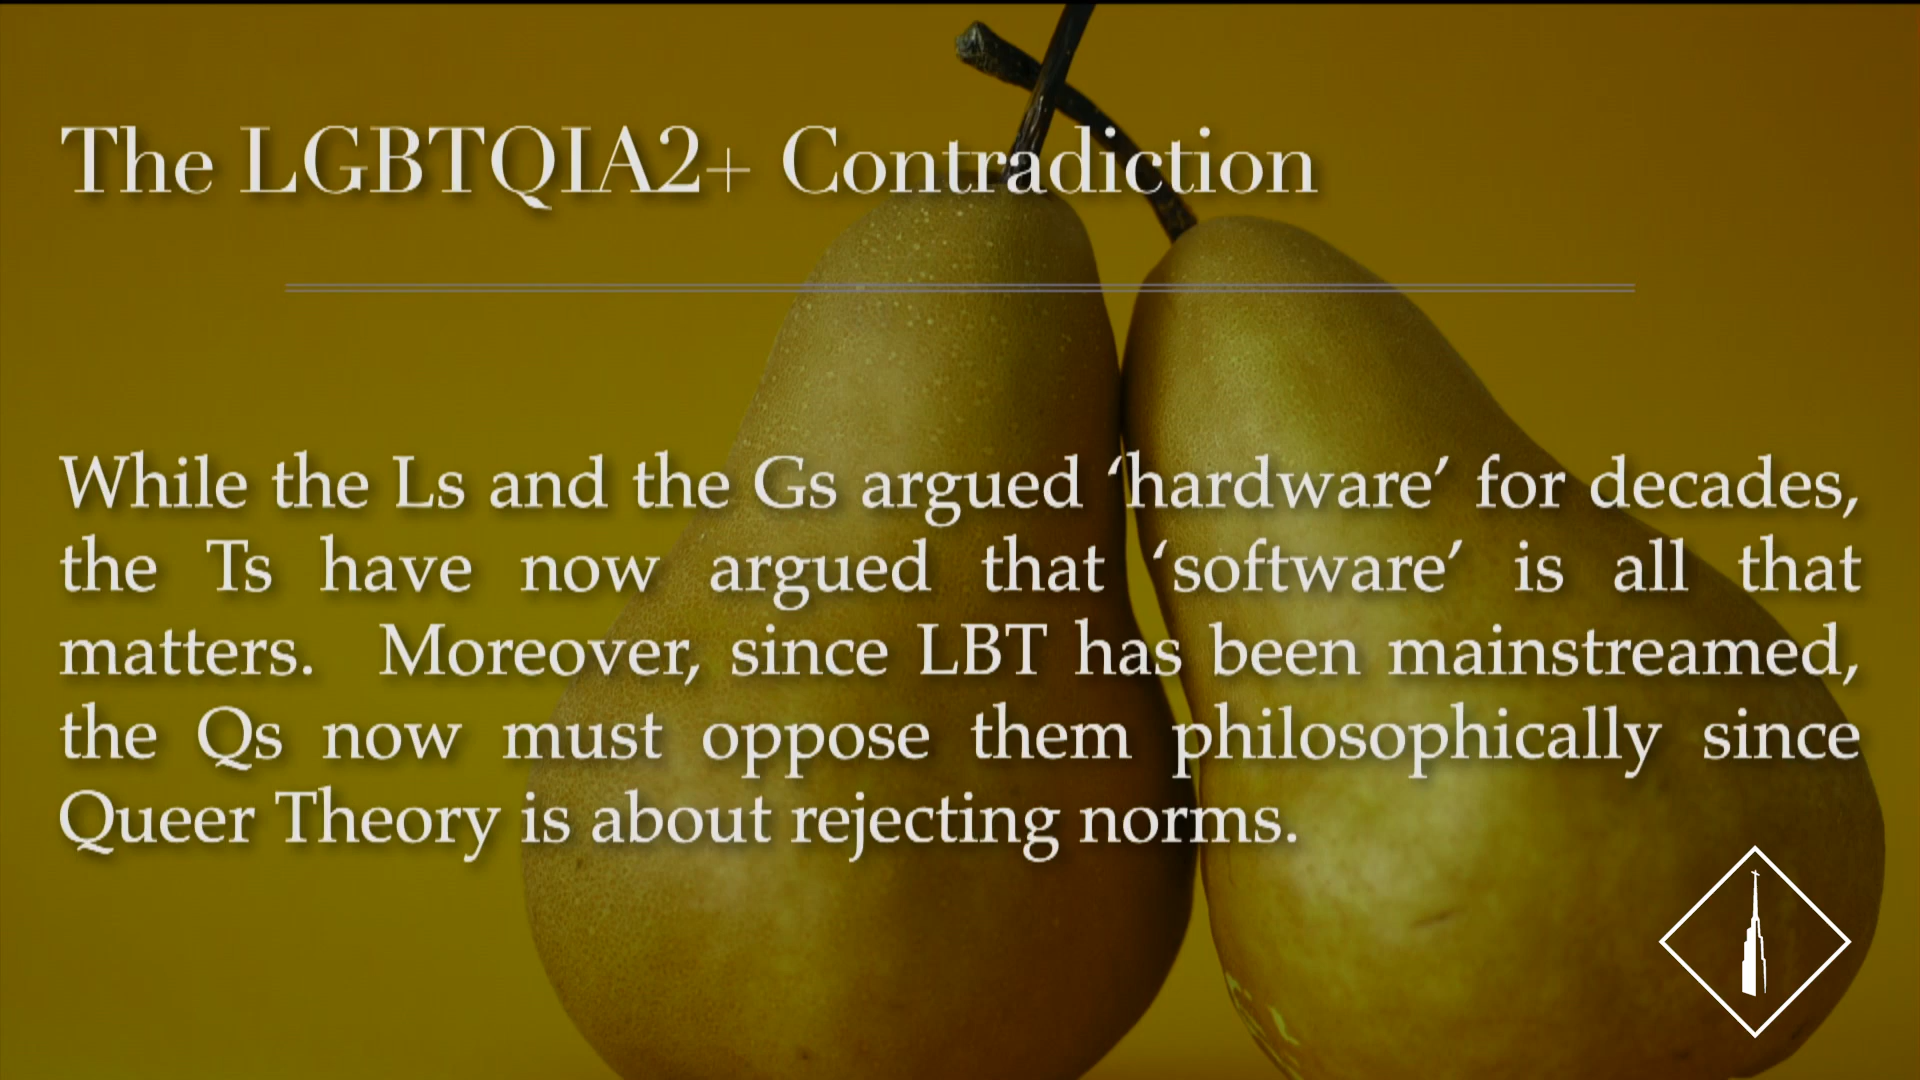 The LGBTQIA2+ Contradiction
While the Ls and the Gs argued ‘hardware’ for decades,
the Ts have now argued that ‘software’ is all that
matters. Moreover, since LBT has been mainstreamed,
the Qs now must oppose them philosophically since
Queer Theory is about rejecting norms.